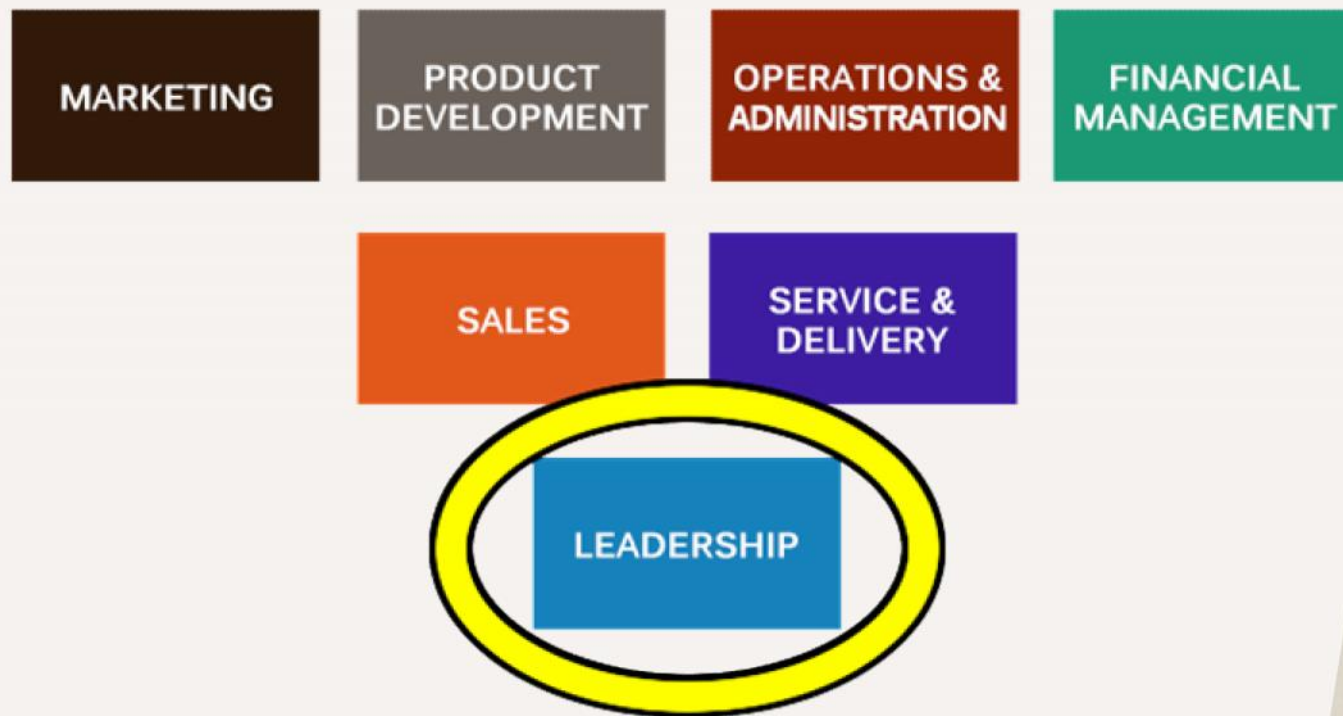 MARKETING
PRODUCT
DEVELOPMENT
OPERATIONS &
ADMINISTRATION
FINANCIAL
MANAGEMENT
SALES
SERVICE &
DELIVERY
LEADERSHIP